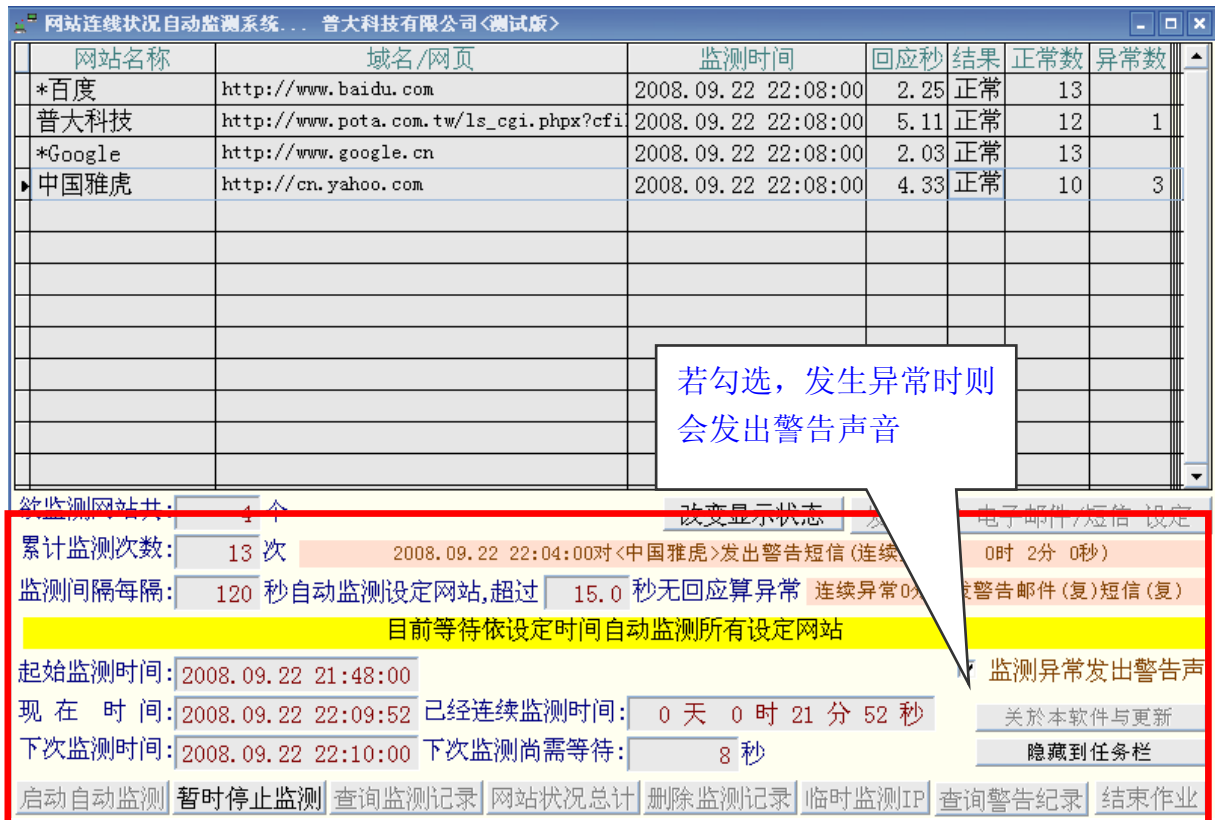 网站连线状况自动监测系统... 普大科技有限公司<测试版>
网站名称 域名/网页 监测时间 回应秒 结果 正常数 异常数
*百度 http://www.baidu.com 2008.09.22 22:08:00 2.25 正常 13
普大科技 http://www.pota.com.tw/ls_cgi.phpx?cfi 2008.09.22 22:08:00 5.11 正常 12 1
*Google http://www.google.cn 2008.09.22 22:08:00 2.03 正常 13
中国雅虎 http://cn.yahoo.com 2008.09.22 22:08:00 4.33 正常 10 3
若勾选，发生异常时则
会发出警告声音
欲监测网站共: 4 个 改变显示状态 电子邮件/短信 设定
累计监测次数: 13 次 2008.09.22 22:04:00对<中国雅虎>发出警告短信(连续 0时 2分 0秒)
监测间隔每隔: 120 秒自动监测设定网站,超过 15.0 秒无回应算异常 连续异常0 警告邮件(复)短信(复)
目前等待依设定时间自动监测所有设定网站
起始监测时间: 2008.09.22 21:48:00 监测异常发出警告声
现 在 时 间: 2008.09.22 22:09:52 已经连续监测时间: 0 天 0 时 21 分 52 秒 关於本软件与更新
下次监测时间: 2008.09.22 22:10:00 下次监测尚需等待: 8 秒 隐藏到任务栏
启动自动监测 暂时停止监测 查询监测记录 网站状况总计 删除监测记录 临时监测IP 查询警告纪录 结束作业